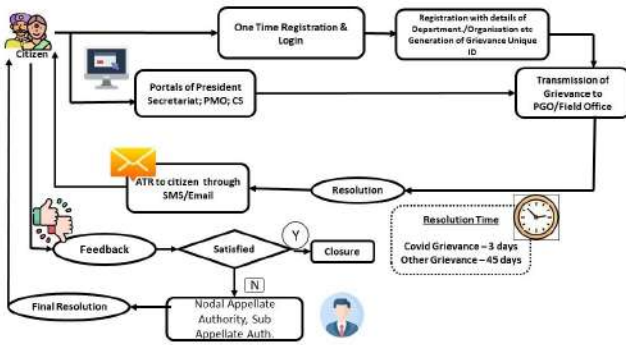 Citizen
One Time Registration &
Login
Registration with details of
Department./Organisation etc
Generation of Grievance Unique
ID
Portals of President
Secretariat; PMO; CS
Transmission of
Grievance to
PGO/Field Office
ATR to citizen through
SMS/Email
Resolution
Resolution Time
Covid Grievance – 3 days
Other Grievance – 45 days
Feedback
Satisfied
Y
Closure
N
Final Resolution
Nodal Appellate
Authority, Sub
Appellate Auth.